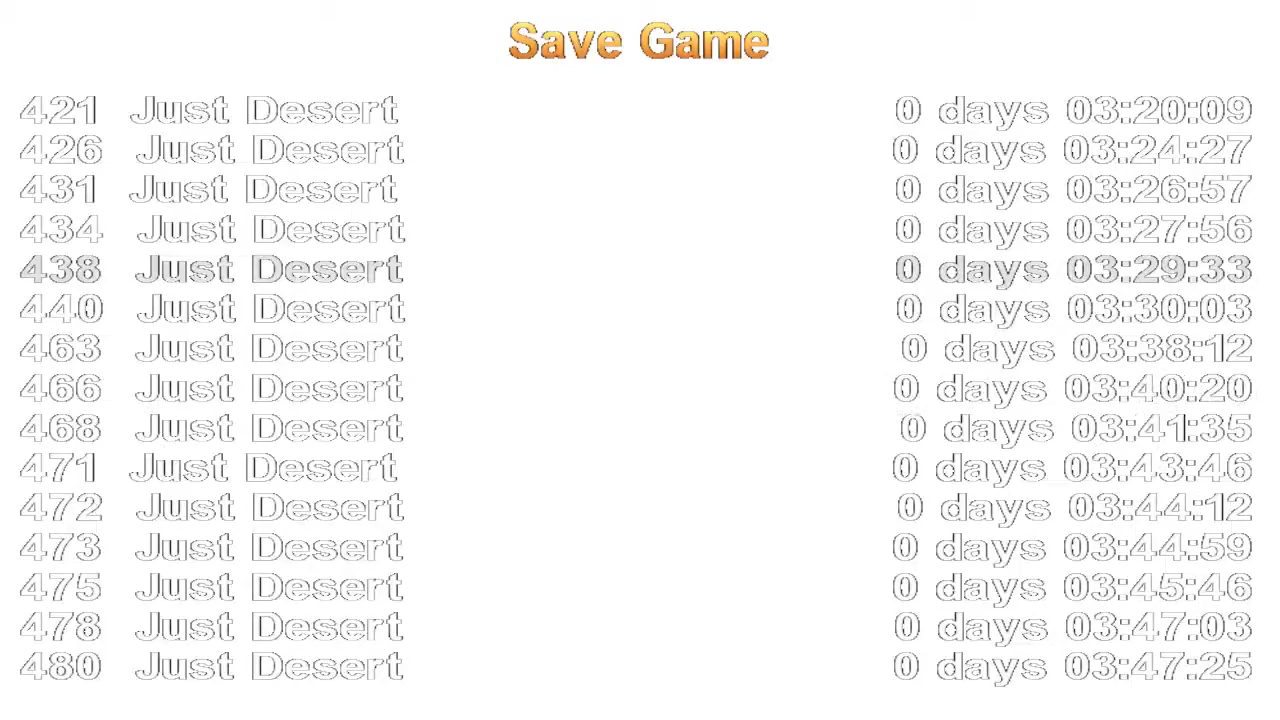 Save Game
421 Just Desert 0 days 03:20:09
426 Just Desert 0 days 03:24:27
431 Just Desert 0 days 03:26:57
434 Just Desert 0 days 03:27:56
438 Just Desert 0 days 03:29:33
440 Just Desert 0 days 03:30:03
463 Just Desert 0 days 03:38:12
466 Just Desert 0 days 03:40:20
468 Just Desert 0 days 03:41:35
471 Just Desert 0 days 03:43:46
472 Just Desert 0 days 03:44:12
473 Just Desert 0 days 03:44:59
475 Just Desert 0 days 03:45:46
478 Just Desert 0 days 03:47:03
480 Just Desert 0 days 03:47:25